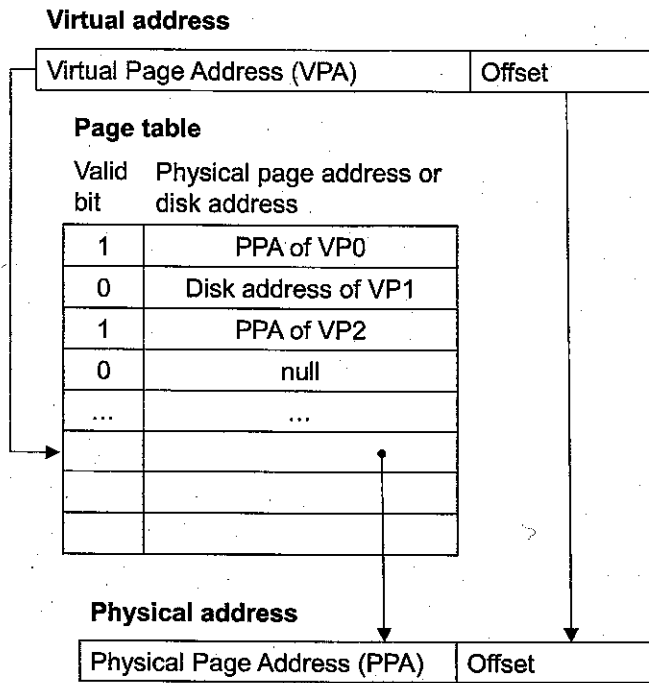 Virtual address
Virtual Page Address (VPA) Offset
Page table
Valid bit Physical page address or disk address
1 PPA of VP0
0 Disk address of VP1
1 PPA of VP2
0 null
... ...
Physical address
Physical Page Address (PPA) Offset